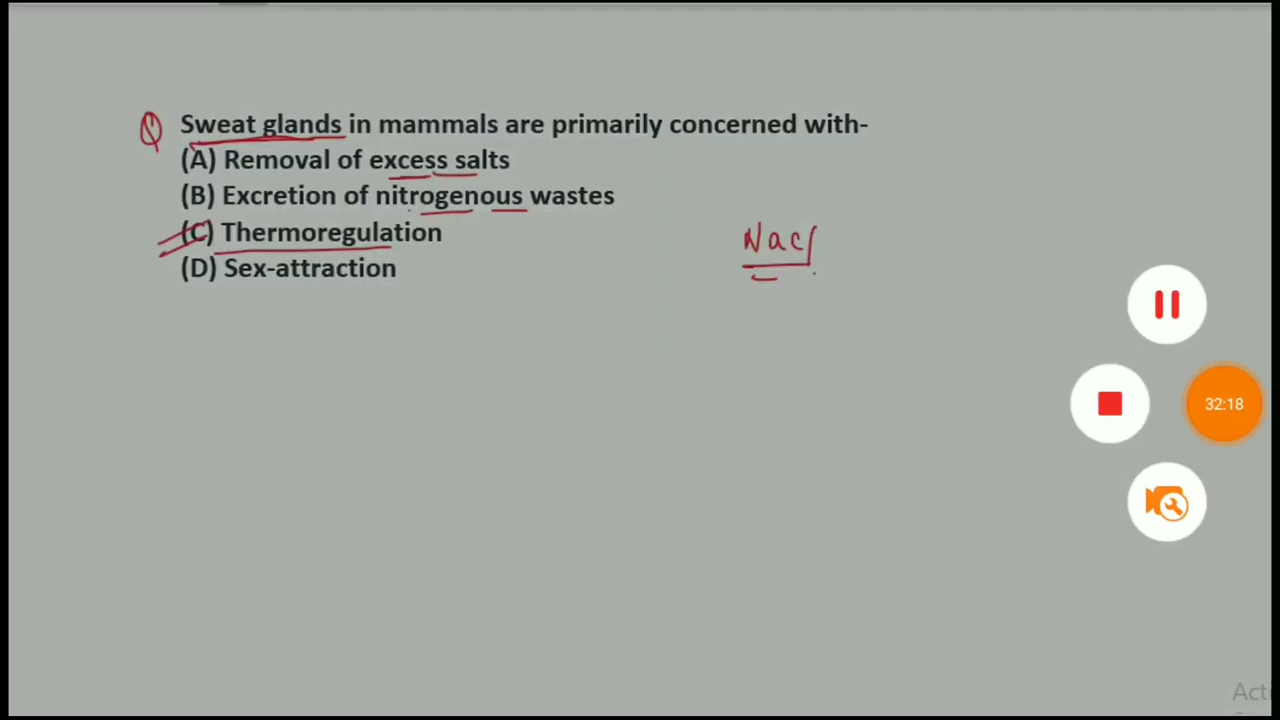 Q Sweat glands in mammals are primarily concerned with-
(A) Removal of excess salts
(B) Excretion of nitrogenous wastes
(C) Thermoregulation
(D) Sex-attraction
Nacl
32:18